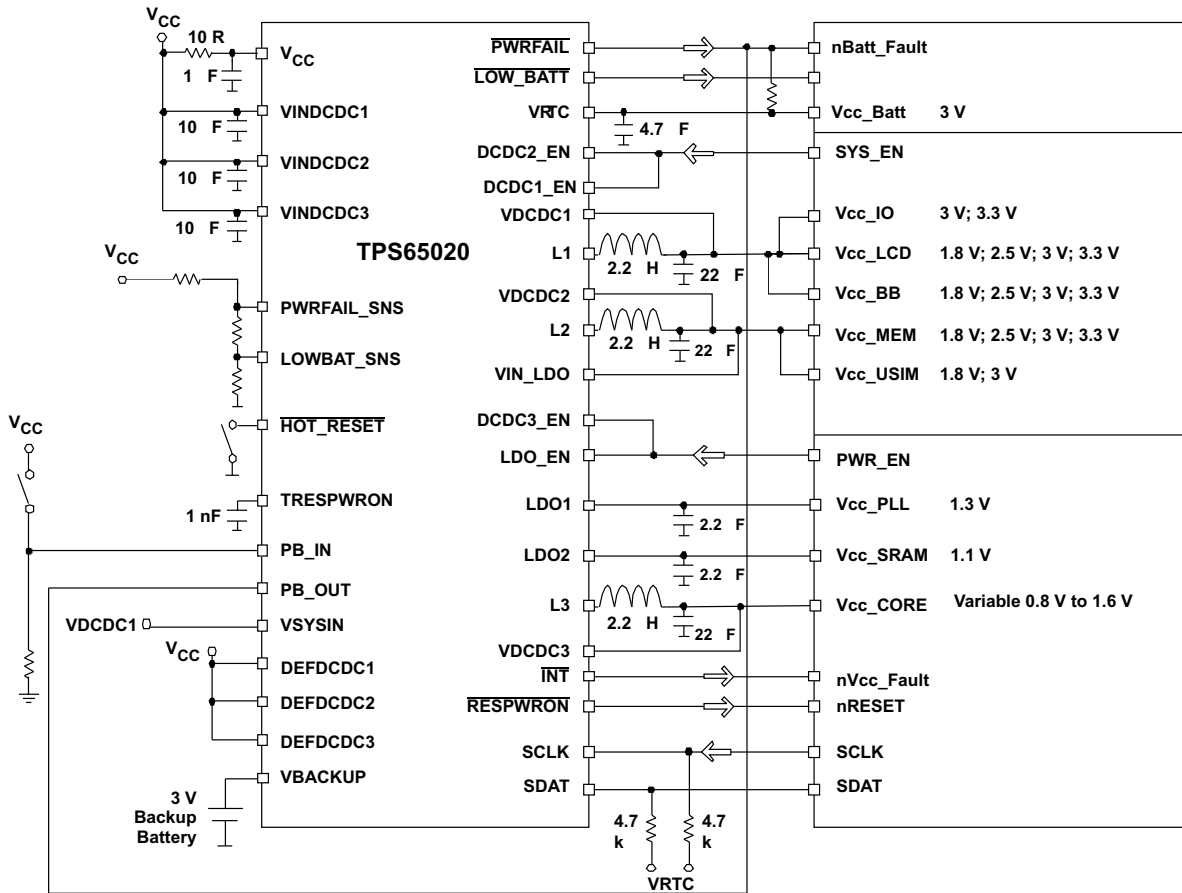 VCC
10 R
1 F
10 F
10 F
10 F
VCC
VCC
1 nF
VDCDC1
VCC
3 V
Backup
Battery
VCC
VINDCDC1
VINDCDC2
VINDCDC3
TPS65020
PWRFAIL_SNS
LOWBAT_SNS
HOT_RESET
TRESPWRON
PB_IN
PB_OUT
VSYSIN
DEFDCDC1
DEFDCDC2
DEFDCDC3
VBACKUP
PWRFAIL
LOW_BATT
VRTC
DCDC2_EN
DCDC1_EN
VDCDC1
L1
VDCDC2
L2
VIN_LDO
DCDC3_EN
LDO_EN
LDO1
LDO2
L3
VDCDC3
INT
RESPWRON
SCLK
SDAT
4.7 F
2.2 H
22 F
2.2 H
22 F
2.2 F
2.2 F
2.2 H
22 F
4.7
k
4.7
k
VRTC
nBatt_Fault
Vcc_Batt 3 V
SYS_EN
Vcc_IO 3 V; 3.3 V
Vcc_LCD 1.8 V; 2.5 V; 3 V; 3.3 V
Vcc_BB 1.8 V; 2.5 V; 3 V; 3.3 V
Vcc_MEM 1.8 V; 2.5 V; 3 V; 3.3 V
Vcc_USIM 1.8 V; 3 V
PWR_EN
Vcc_PLL 1.3 V
Vcc_SRAM 1.1 V
Vcc_CORE Variable 0.8 V to 1.6 V
nVcc_Fault
nRESET
SCLK
SDAT